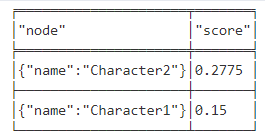 "node" "score"
{"name":"Character2"} 0.2775
{"name":"Character1"} 0.15